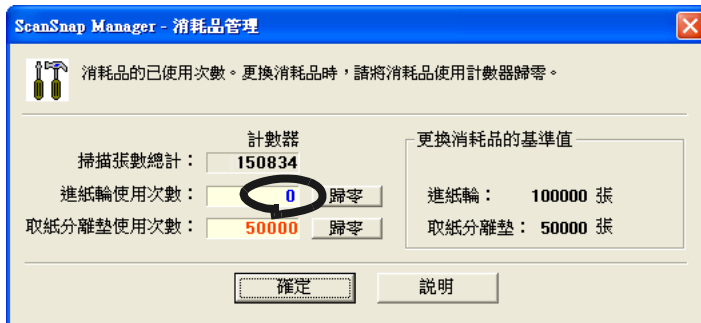 ScanSnap Manager - 消耗品管理
消耗品的已使用次數。更換消耗品時，請將消耗品使用計數器歸零。
計數器
掃描張數總計： 150834
進紙輪使用次數： 0 歸零
取紙分離墊使用次數： 50000 歸零
更換消耗品的基準值
進紙輪： 100000 張
取紙分離墊： 50000 張
確定 說明